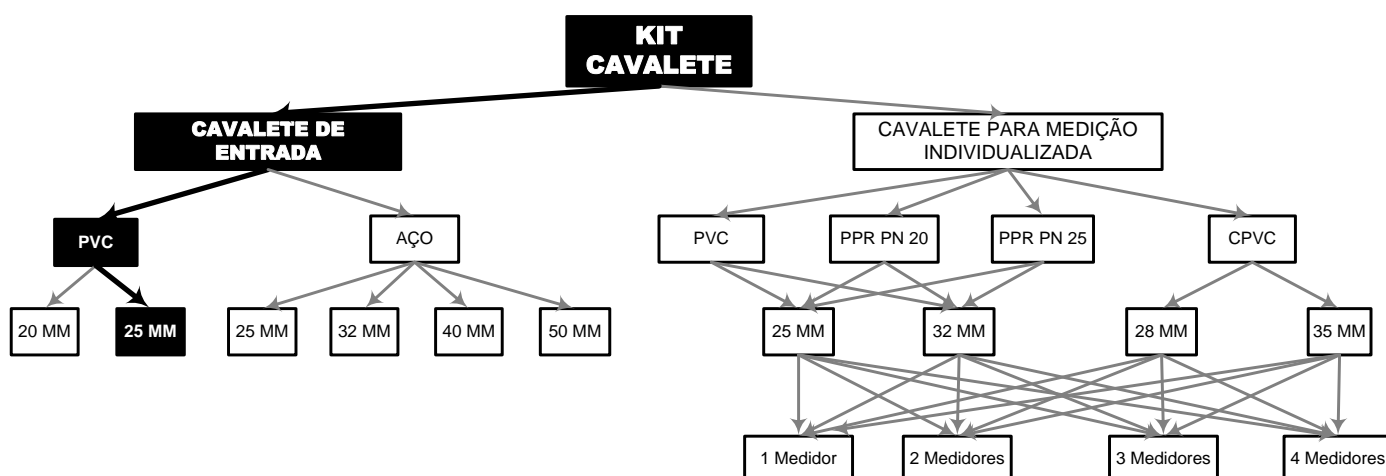 KIT
CAVALETE
CAVALETE DE
ENTRADA
CAVALETE PARA MEDIÇÃO
INDIVIDUALIZADA
PVC
AÇO
PVC
PPR PN 20
PPR PN 25
CPVC
20 MM
25 MM
25 MM
32 MM
40 MM
50 MM
25 MM
32 MM
28 MM
35 MM
1 Medidor
2 Medidores
3 Medidores
4 Medidores